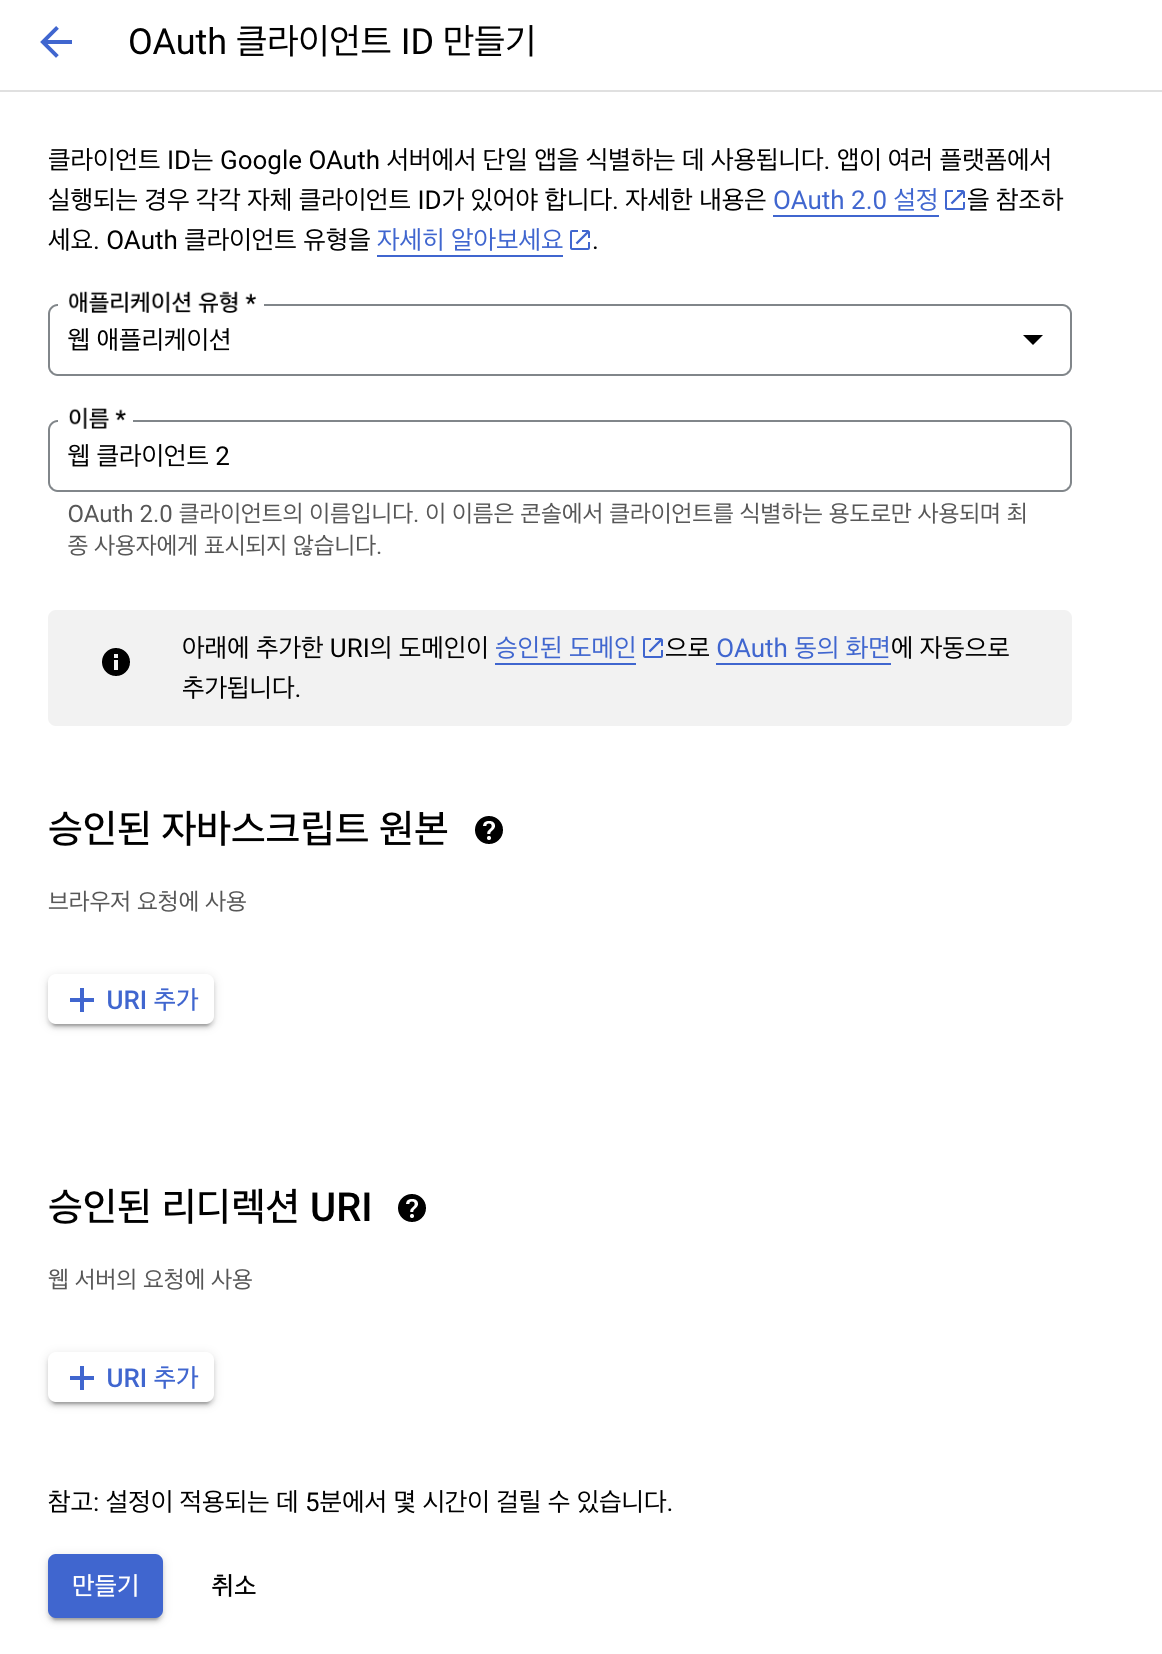 OAuth 클라이언트 ID 만들기
클라이언트 ID는 Google OAuth 서버에서 단일 앱을 식별하는 데 사용됩니다. 앱이 여러 플랫폼에서
실행되는 경우 각각 자체 클라이언트 ID가 있어야 합니다. 자세한 내용은 OAuth 2.0 설정을 참조하
세요. OAuth 클라이언트 유형을 자세히 알아보세요.
애플리케이션 유형 *
웹 애플리케이션
이름 *
웹 클라이언트 2
OAuth 2.0 클라이언트의 이름입니다. 이 이름은 콘솔에서 클라이언트를 식별하는 용도로만 사용되며 최
종 사용자에게 표시되지 않습니다.
아래에 추가한 URI의 도메인이 승인된 도메인으로 OAuth 동의 화면에 자동으로
추가됩니다.
승인된 자바스크립트 원본
브라우저 요청에 사용
+ URI 추가
승인된 리디렉션 URI
웹 서버의 요청에 사용
+ URI 추가
참고: 설정이 적용되는 데 5분에서 몇 시간이 걸릴 수 있습니다.
만들기 취소